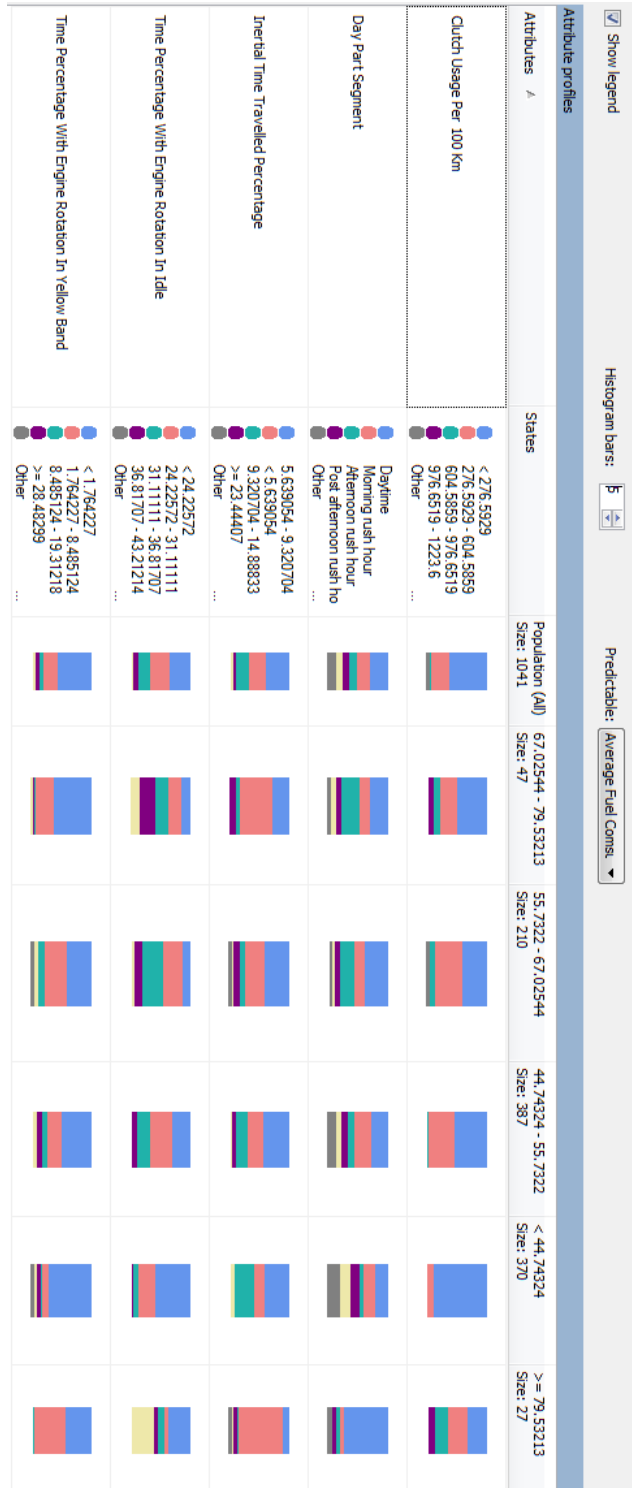 Show legend
Histogram bars: 5
Predictable: Average Fuel Comsu
Attribute profiles
Attributes
States
Population (All)
Size: 1041
67.02544 - 79.53213
Size: 47
55.7322 - 67.02544
Size: 210
44.74324 - 55.7322
Size: 387
< 44.74324
Size: 370
>= 79.53213
Size: 27
Clutch Usage Per 100 Km
< 276.5929
276.5929 - 604.5859
604.5859 - 976.6519
976.6519 - 1223.6
Other
...
Day Part Segment
Daytime
Morning rush hour
Afternoon rush hour
Post afternoon rush ho
Other
Inertial Time Travelled Percentage
5.639054 - 9.320704
< 5.639054
9.320704 - 14.88833
>= 23.44407
Other
...
Time Percentage With Engine Rotation In Idle
< 24.22572
24.22572 - 31.11111
31.11111 - 36.81707
36.81707 - 43.21214
Other
...
Time Percentage With Engine Rotation In Yellow Band
< 1.764227
1.764227 - 8.485124
8.485124 - 19.31218
>= 28.48299
Other
...